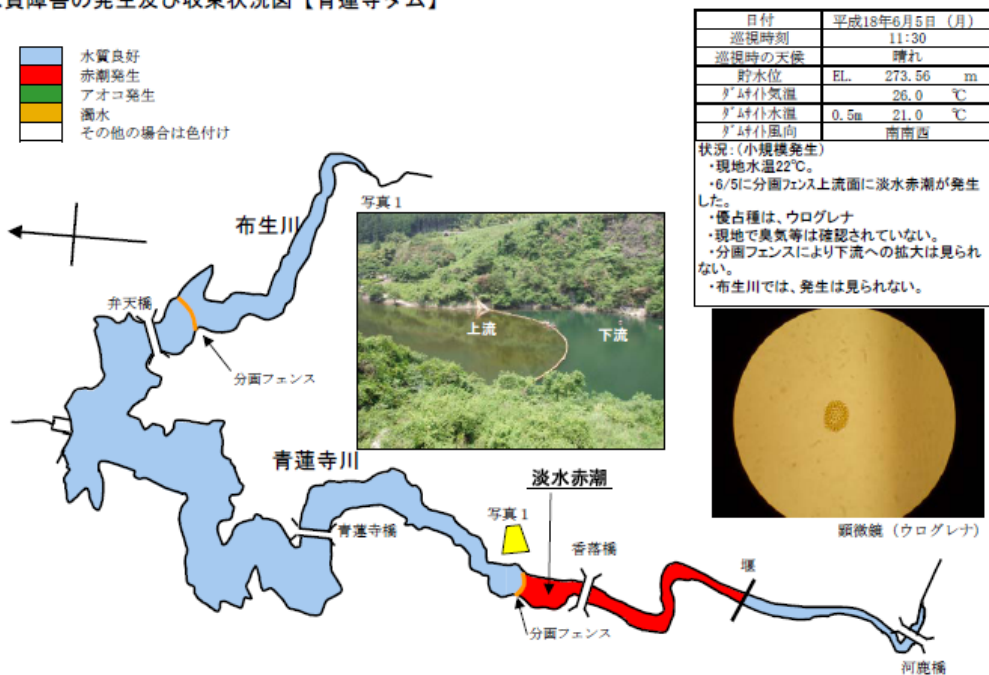 質障害の発生及び収束状況図【青蓮寺ダム】
水質良好
赤潮発生
アオコ発生
濁水
その他の場合は色付け
日付 平成18年6月5日 (月)
巡視時刻 11:30
巡視時の天候 晴れ
貯水位 EL. 273.56 m
ダムサイト気温 26.0 ℃
ダムサイト水温 0.5m 21.0 ℃
ダムサイト風向 南南西
状況:(小規模発生)
・現地水温22℃。
・6/5に分画フェンス上流面に淡水赤潮が発生
した。
・優占種は、ウログレナ
・現地で臭気等は確認されていない。
・分画フェンスにより下流への拡大は見られ
ない。
・布生川では、発生は見られない。
写真1
布生川
弁天橋
分画フェンス
上流
下流
青蓮寺川
青蓮寺橋
淡水赤潮
写真1
香落橋
堰
分画フェンス
河鹿橋
顕微鏡 (ウログレナ)